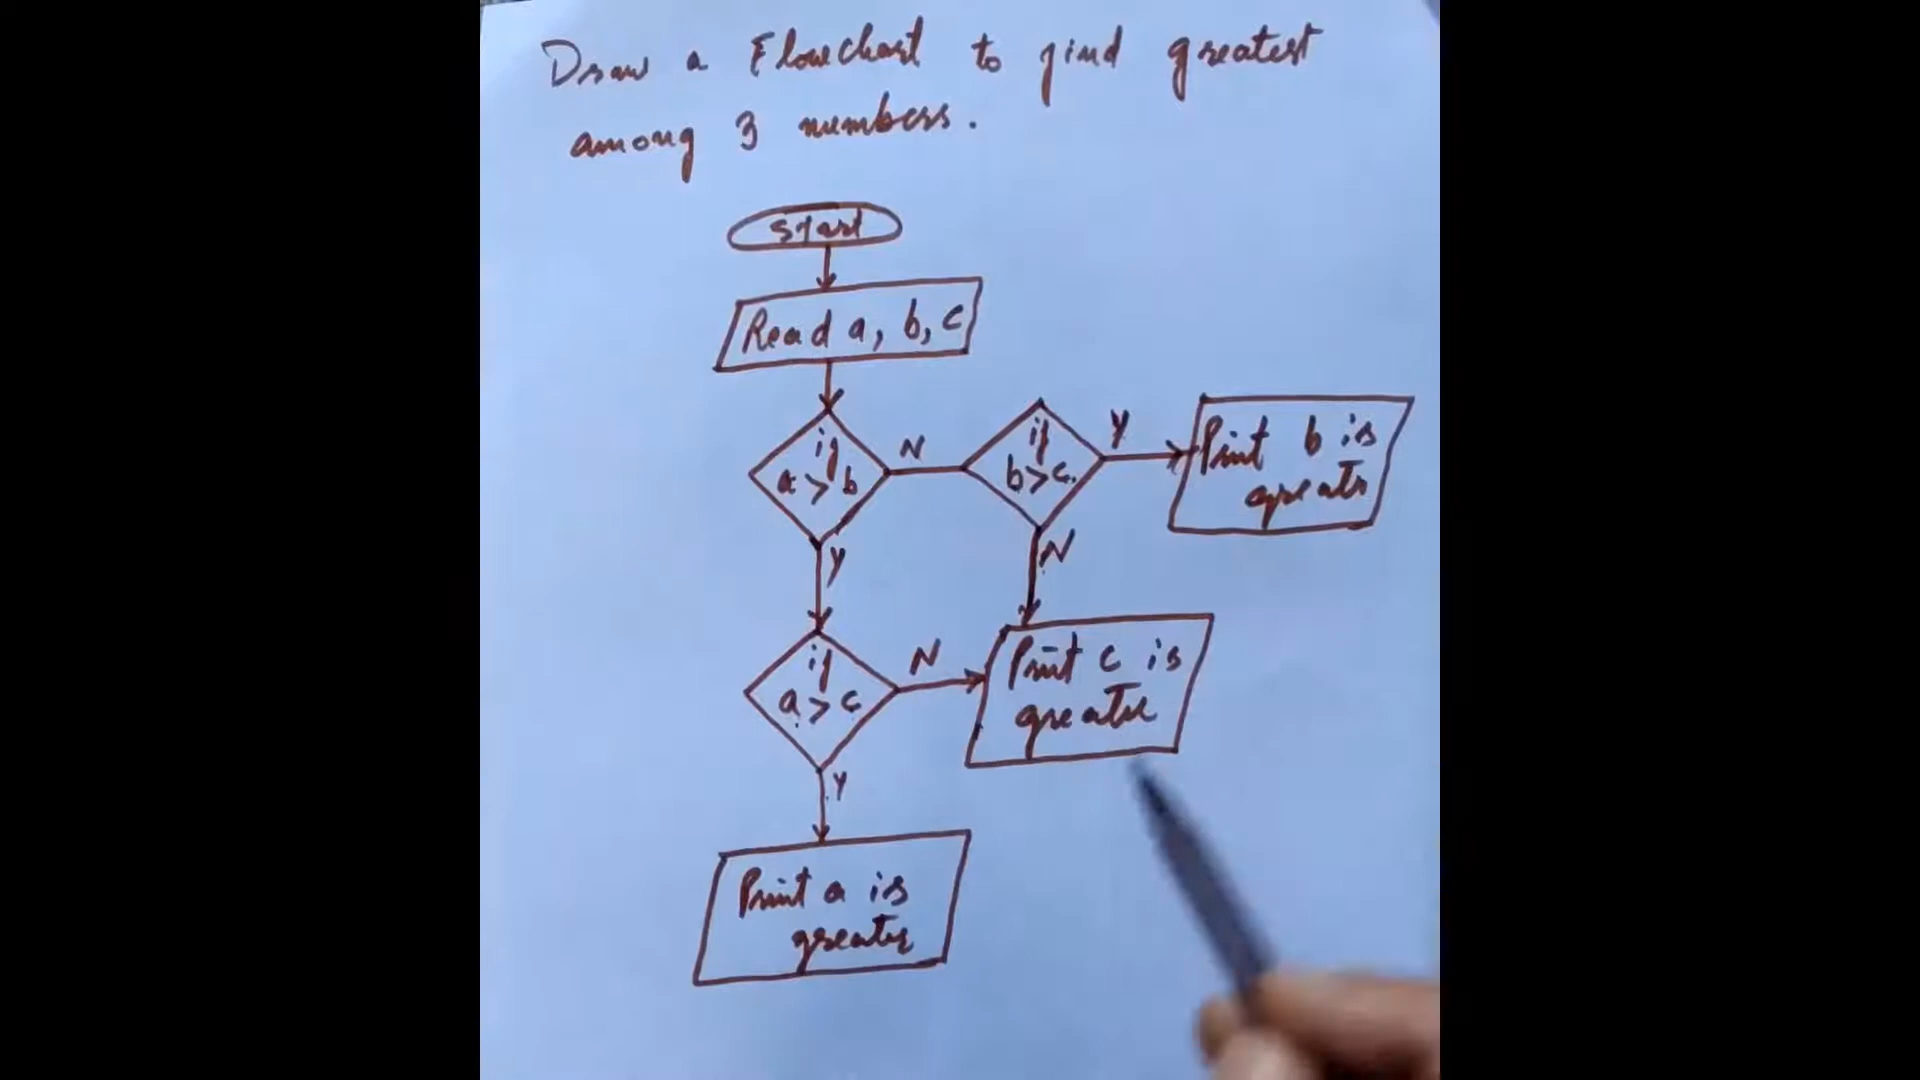 Draw a Flowchart to find greatest
among 3 numbers.
Start
Read a, b, c
if
a > b
N
if
b > c
Y
Print b is
greatr
Y
N
if
a > c
N
Print c is
greater
Y
Print a is
greater